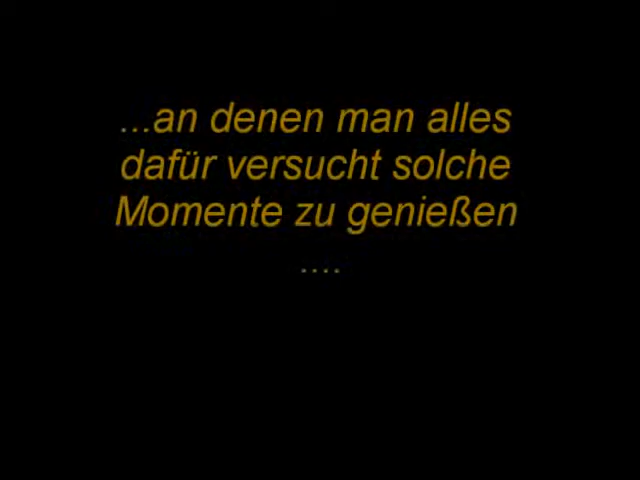 ...an denen man alles
dafür versucht solche
Momente zu genießen
....